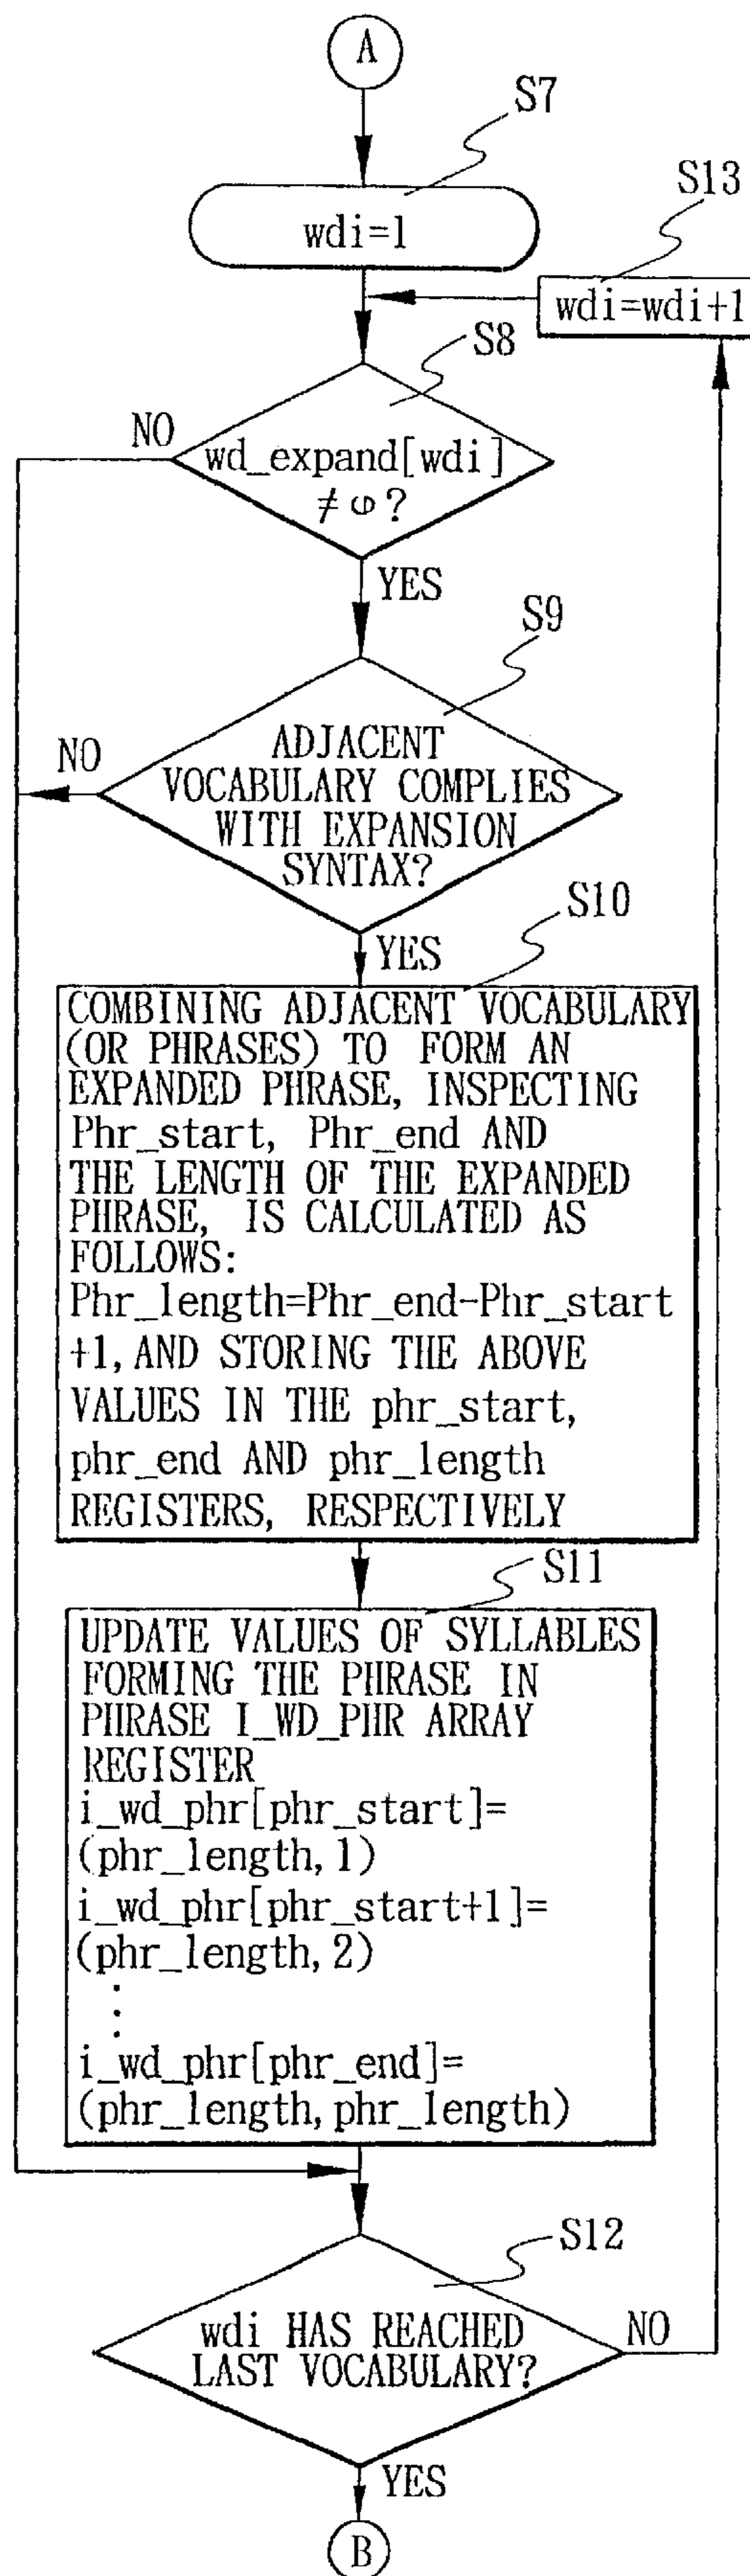 A
S7
wdi=1
S13
wdi=wdi+1
S8
NO
wd_expand[wdi]
≠φ?
YES
S9
NO
ADJACENT
VOCABULARY COMPLIES
WITH EXPANSION
SYNTAX?
YES
S10
COMBINING ADJACENT VOCABULARY
(OR PHRASES) TO FORM AN
EXPANDED PHRASE, INSPECTING
Phr_start, Phr_end AND
THE LENGTH OF THE EXPANDED
PHRASE, IS CALCULATED AS
FOLLOWS:
Phr_length=Phr_end-Phr_start
+1, AND STORING THE ABOVE
VALUES IN THE phr_start,
phr_end AND phr_length
REGISTERS, RESPECTIVELY
S11
UPDATE VALUES OF SYLLABLES
FORMING THE PHRASE IN
PHRASE I_WD_PHR ARRAY
REGISTER
i_wd_phr[phr_start]=
(phr_length,1)
i_wd_phr[phr_start+1]=
(phr_length,2)
⋮
i_wd_phr[phr_end]=
(phr_length,phr_length)
S12
wdi HAS REACHED
LAST VOCABULARY?
NO
YES
B